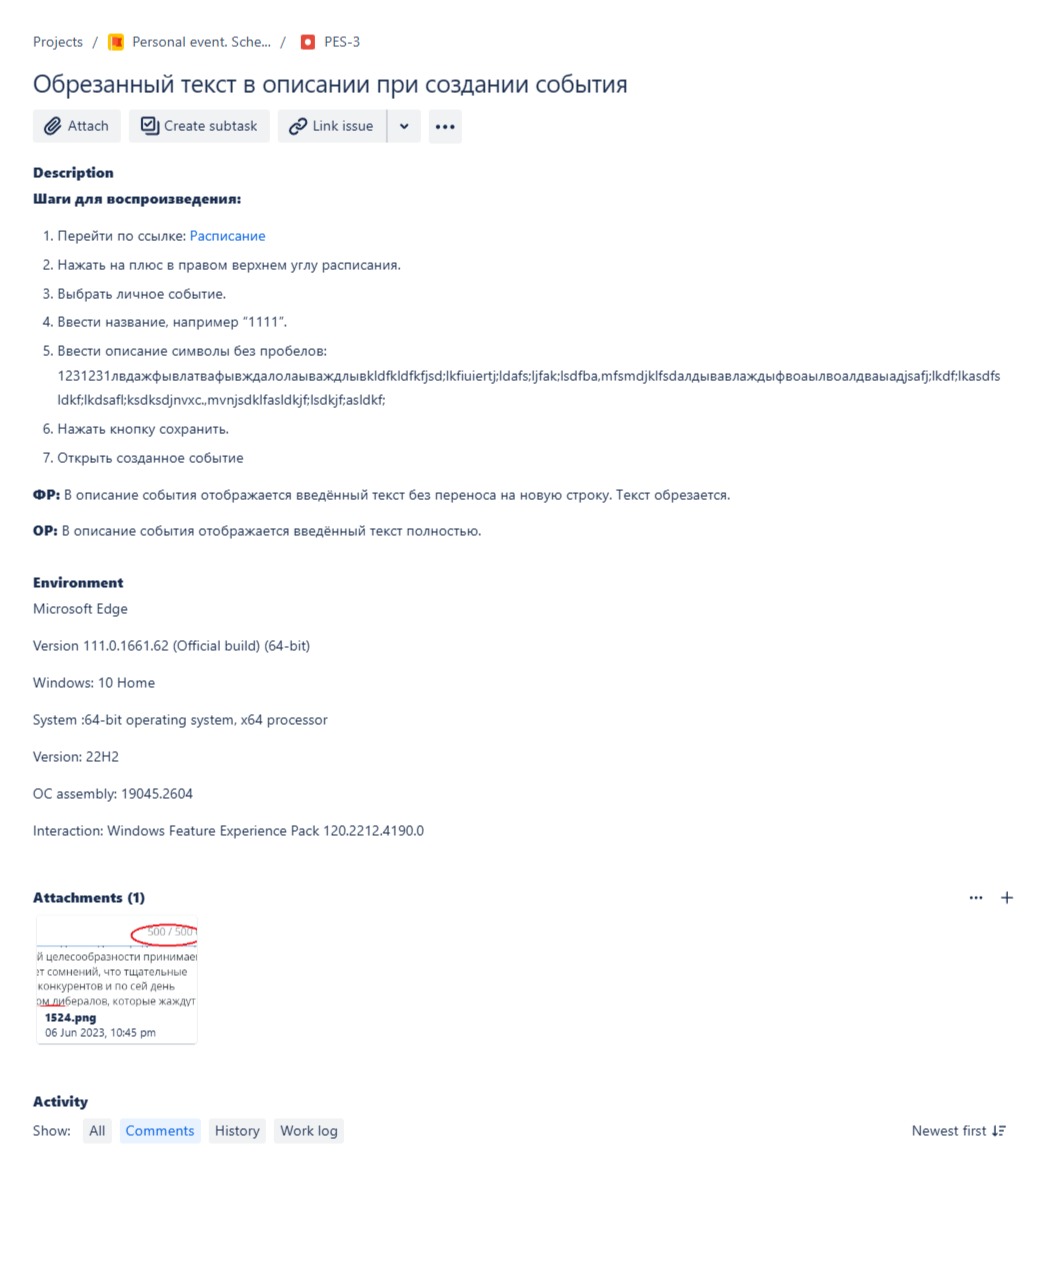 Projects / Personal event. Sche... / PES-3
Обрезанный текст в описании при создании события
Attach Create subtask Link issue
Description
Шаги для воспроизведения:
1. Перейти по ссылке: Расписание
2. Нажать на плюс в правом верхнем углу расписания.
3. Выбрать личное событие.
4. Ввести название, например “1111”.
5. Ввести описание символы без пробелов:
1231231лвдажфывлатвафывждалолаываждлывkldfkldfkfjsd;lkfiuiertj;ldafs;ljfak;lsdfba,mfsmdjklfsdалдывавлаждыфвоаылвоалдваыадjsafj;lkdf;lkasdfs
ldkf;lkdsafl;ksdksdjnvxc.,mvnjsdklfasldkjf;lsdkjf;asldkf;
6. Нажать кнопку сохранить.
7. Открыть созданное событие
ФР: В описание события отображается введённый текст без переноса на новую строку. Текст обрезается.
ОР: В описание события отображается введённый текст полностью.
Environment
Microsoft Edge
Version 111.0.1661.62 (Official build) (64-bit)
Windows: 10 Home
System :64-bit operating system, x64 processor
Version: 22H2
OC assembly: 19045.2604
Interaction: Windows Feature Experience Pack 120.2212.4190.0
Attachments (1)
500 / 500
й целесообразности принимае
ет сомнений, что тщательные
конкурентов и по сей день
ом либералов, которые жаждут
1524.png
06 Jun 2023, 10:45 pm
Activity
Show: All Comments History Work log Newest first